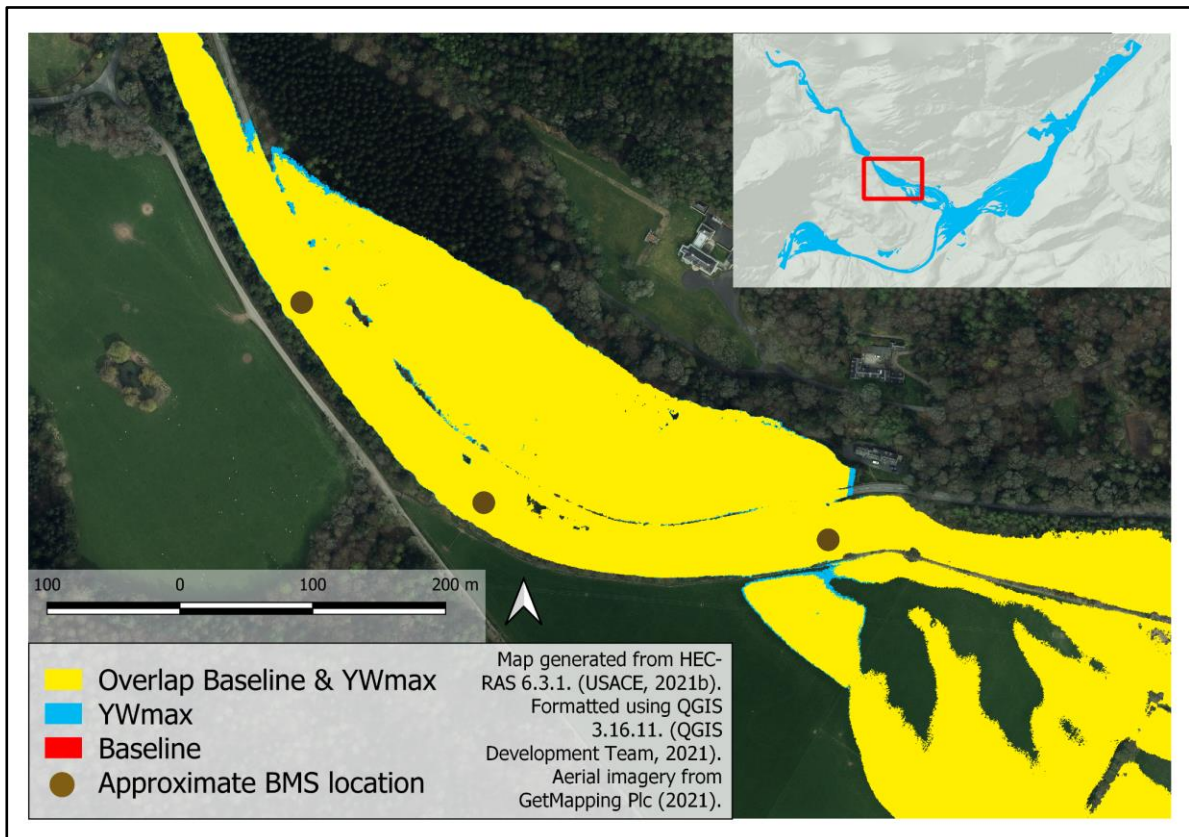 100 0 100 200 m
Overlap Baseline & YWmax
YWmax
Baseline
Approximate BMS location
Map generated from HEC-
RAS 6.3.1. (USACE, 2021b).
Formatted using QGIS
3.16.11. (QGIS
Development Team, 2021).
Aerial imagery from
GetMapping Plc (2021).